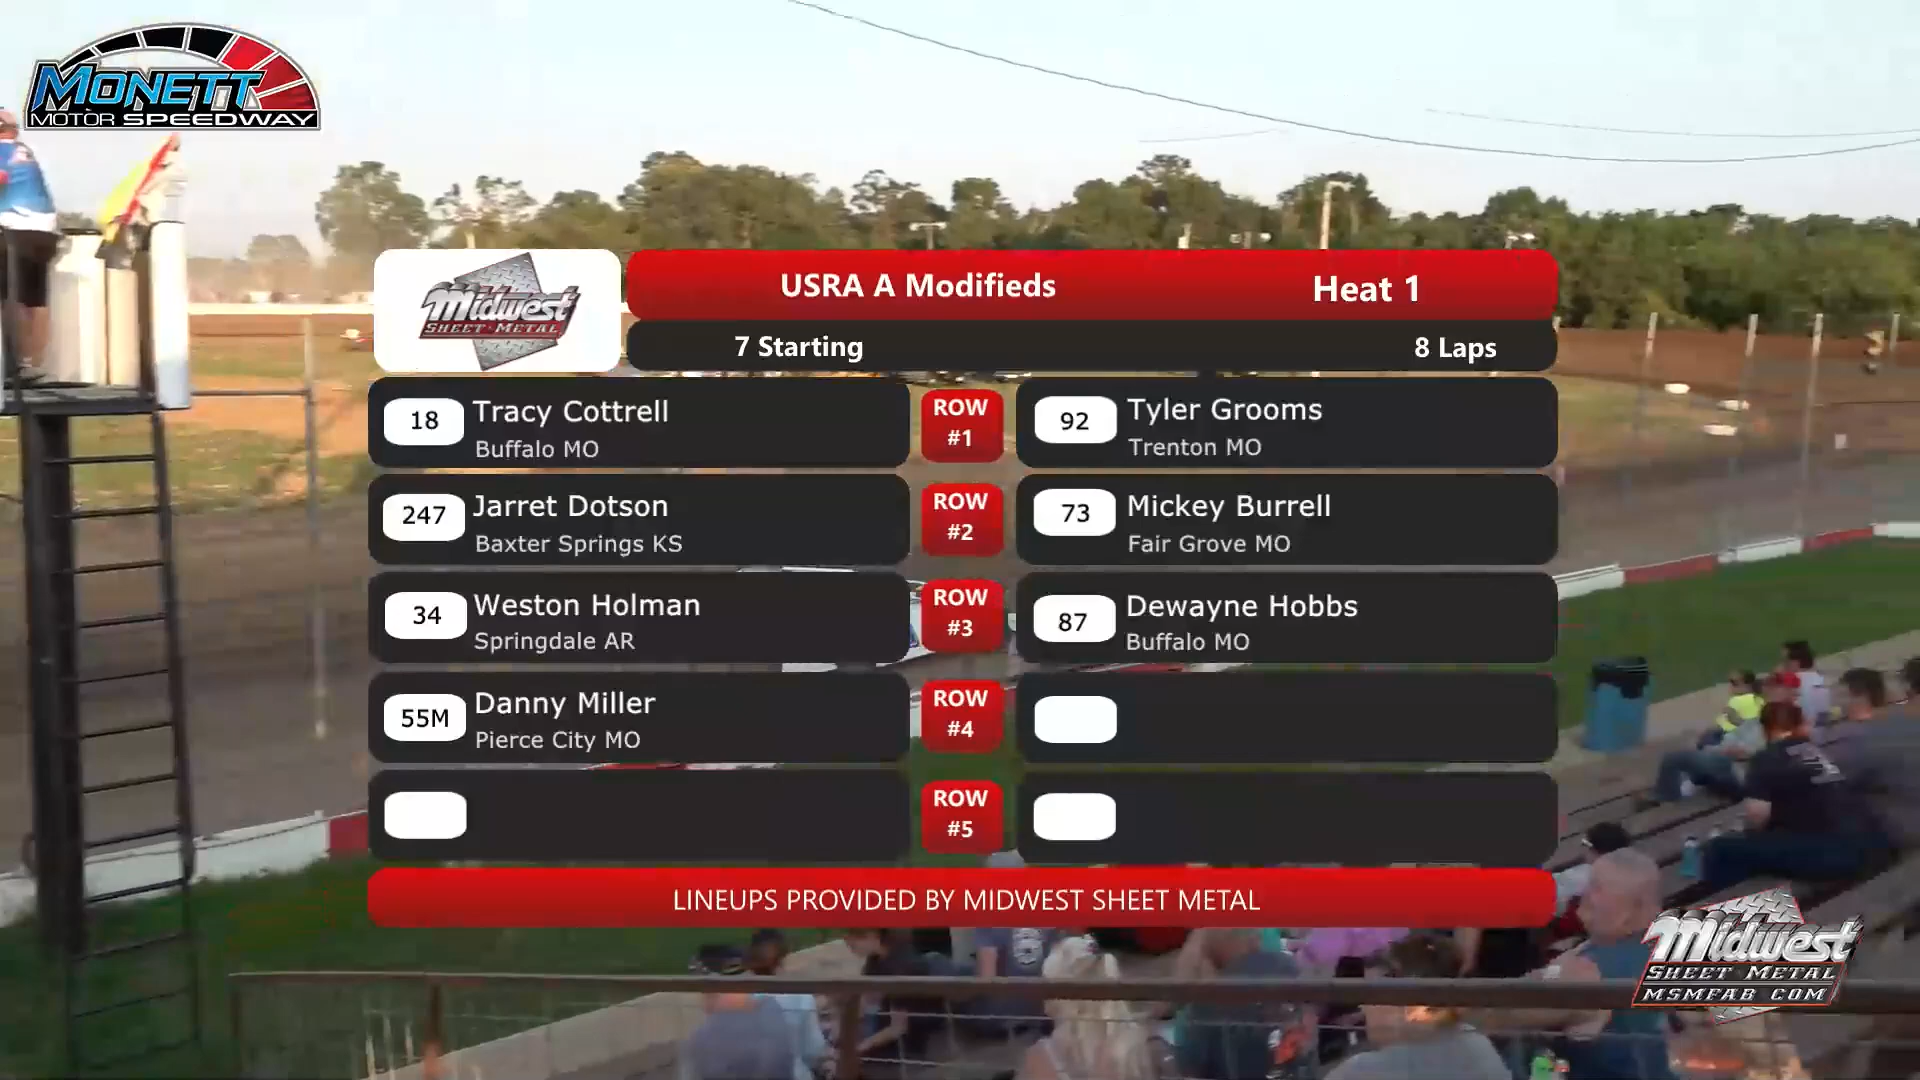 MONETT
MOTOR SPEEDWAY
Midwest
SHEET METAL
USRA A Modifieds
Heat 1
7 Starting
8 Laps
18
Tracy Cottrell
Buffalo MO
ROW
#1
92
Tyler Grooms
Trenton MO
247
Jarret Dotson
Baxter Springs KS
ROW
#2
73
Mickey Burrell
Fair Grove MO
34
Weston Holman
Springdale AR
ROW
#3
87
Dewayne Hobbs
Buffalo MO
55M
Danny Miller
Pierce City MO
ROW
#4
ROW
#5
LINEUPS PROVIDED BY MIDWEST SHEET METAL
Midwest
SHEET METAL
MSMFAB COM